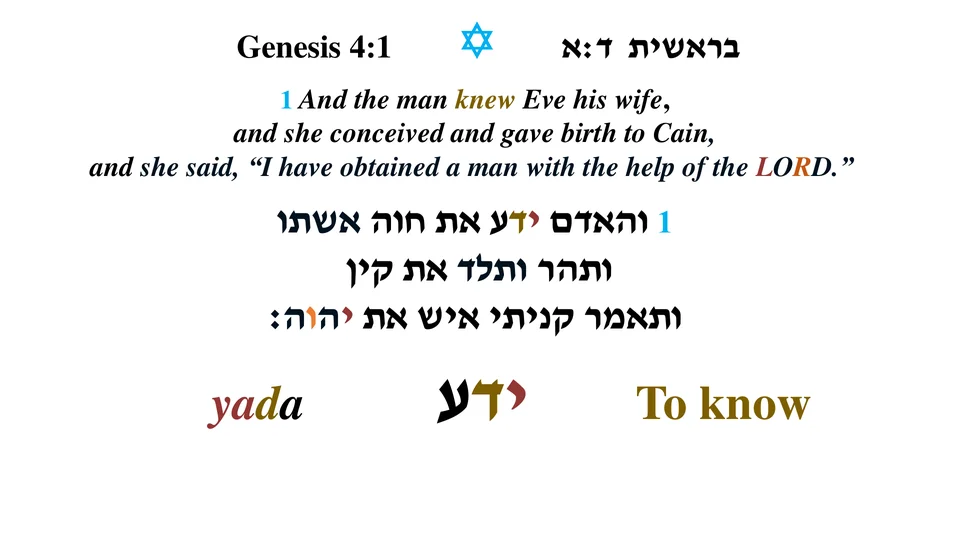 Genesis 4:1 ✡ בראשית ד:א
1 And the man knew Eve his wife,
and she conceived and gave birth to Cain,
and she said, “I have obtained a man with the help of the LORD.”
1 והאדם ידע את חוה אשתו
ותהר ותלד את קין
ותאמר קניתי איש את יהוה:
yada ידע To know